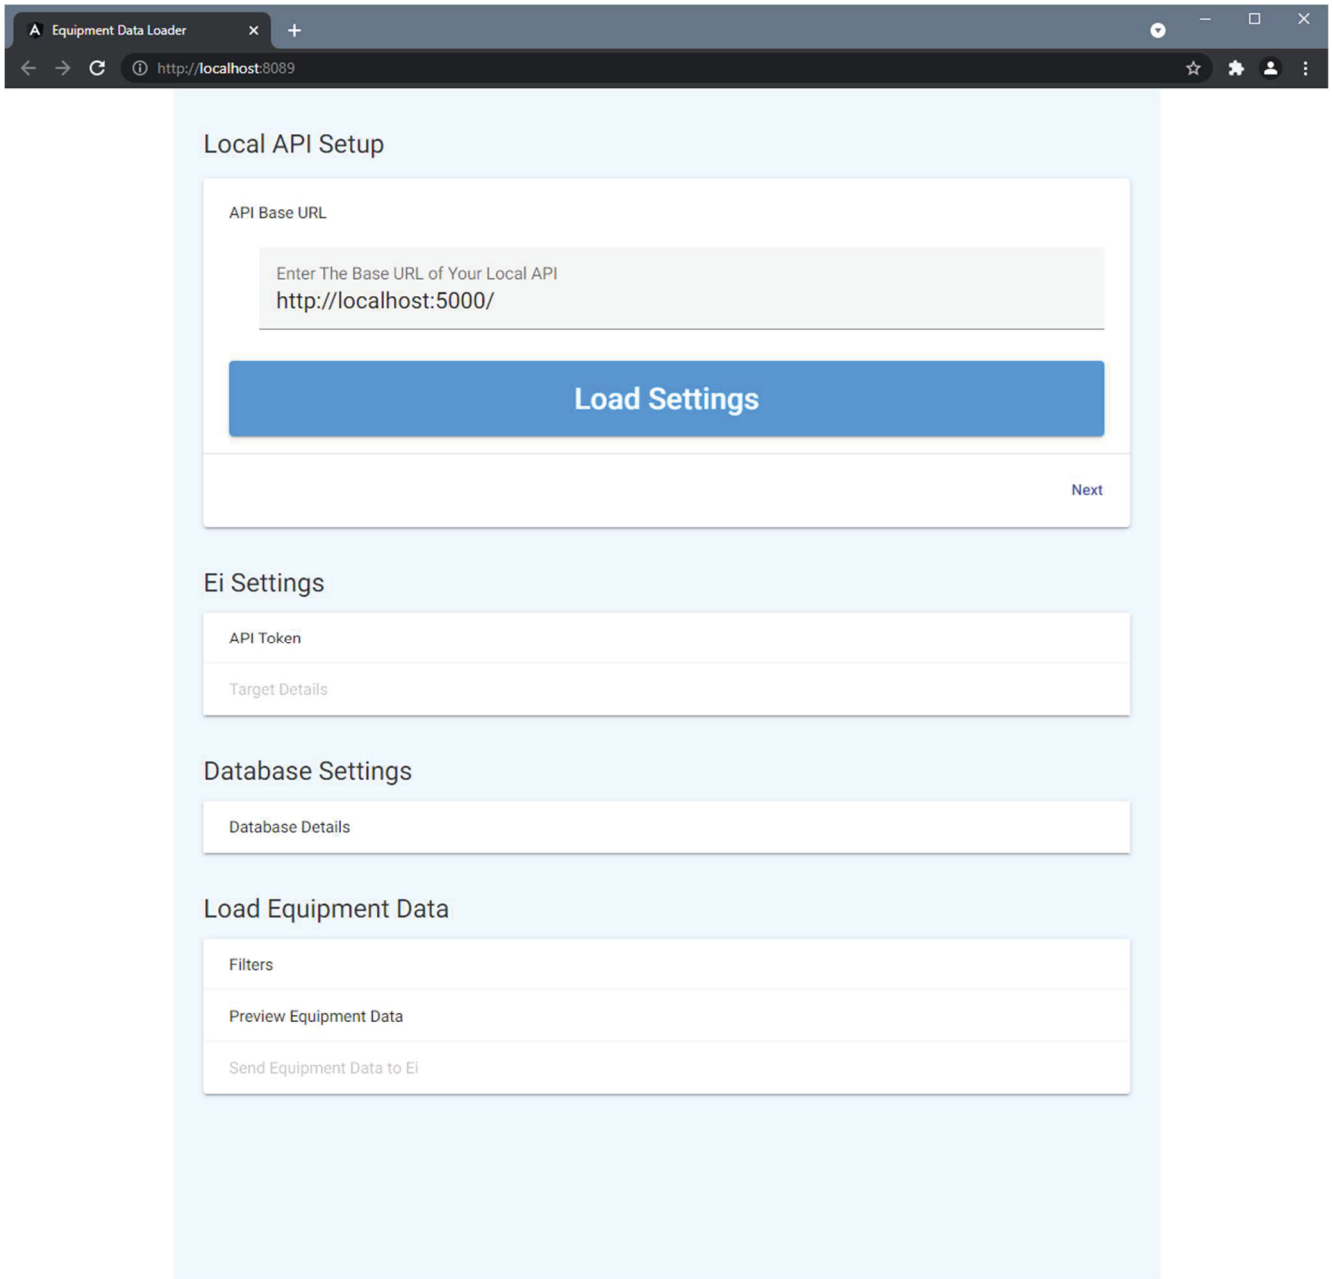 Equipment Data Loader
http://localhost:8089
Local API Setup
API Base URL
Enter The Base URL of Your Local API
http://localhost:5000/
Load Settings
Next
Ei Settings
API Token
Target Details
Database Settings
Database Details
Load Equipment Data
Filters
Preview Equipment Data
Send Equipment Data to Ei